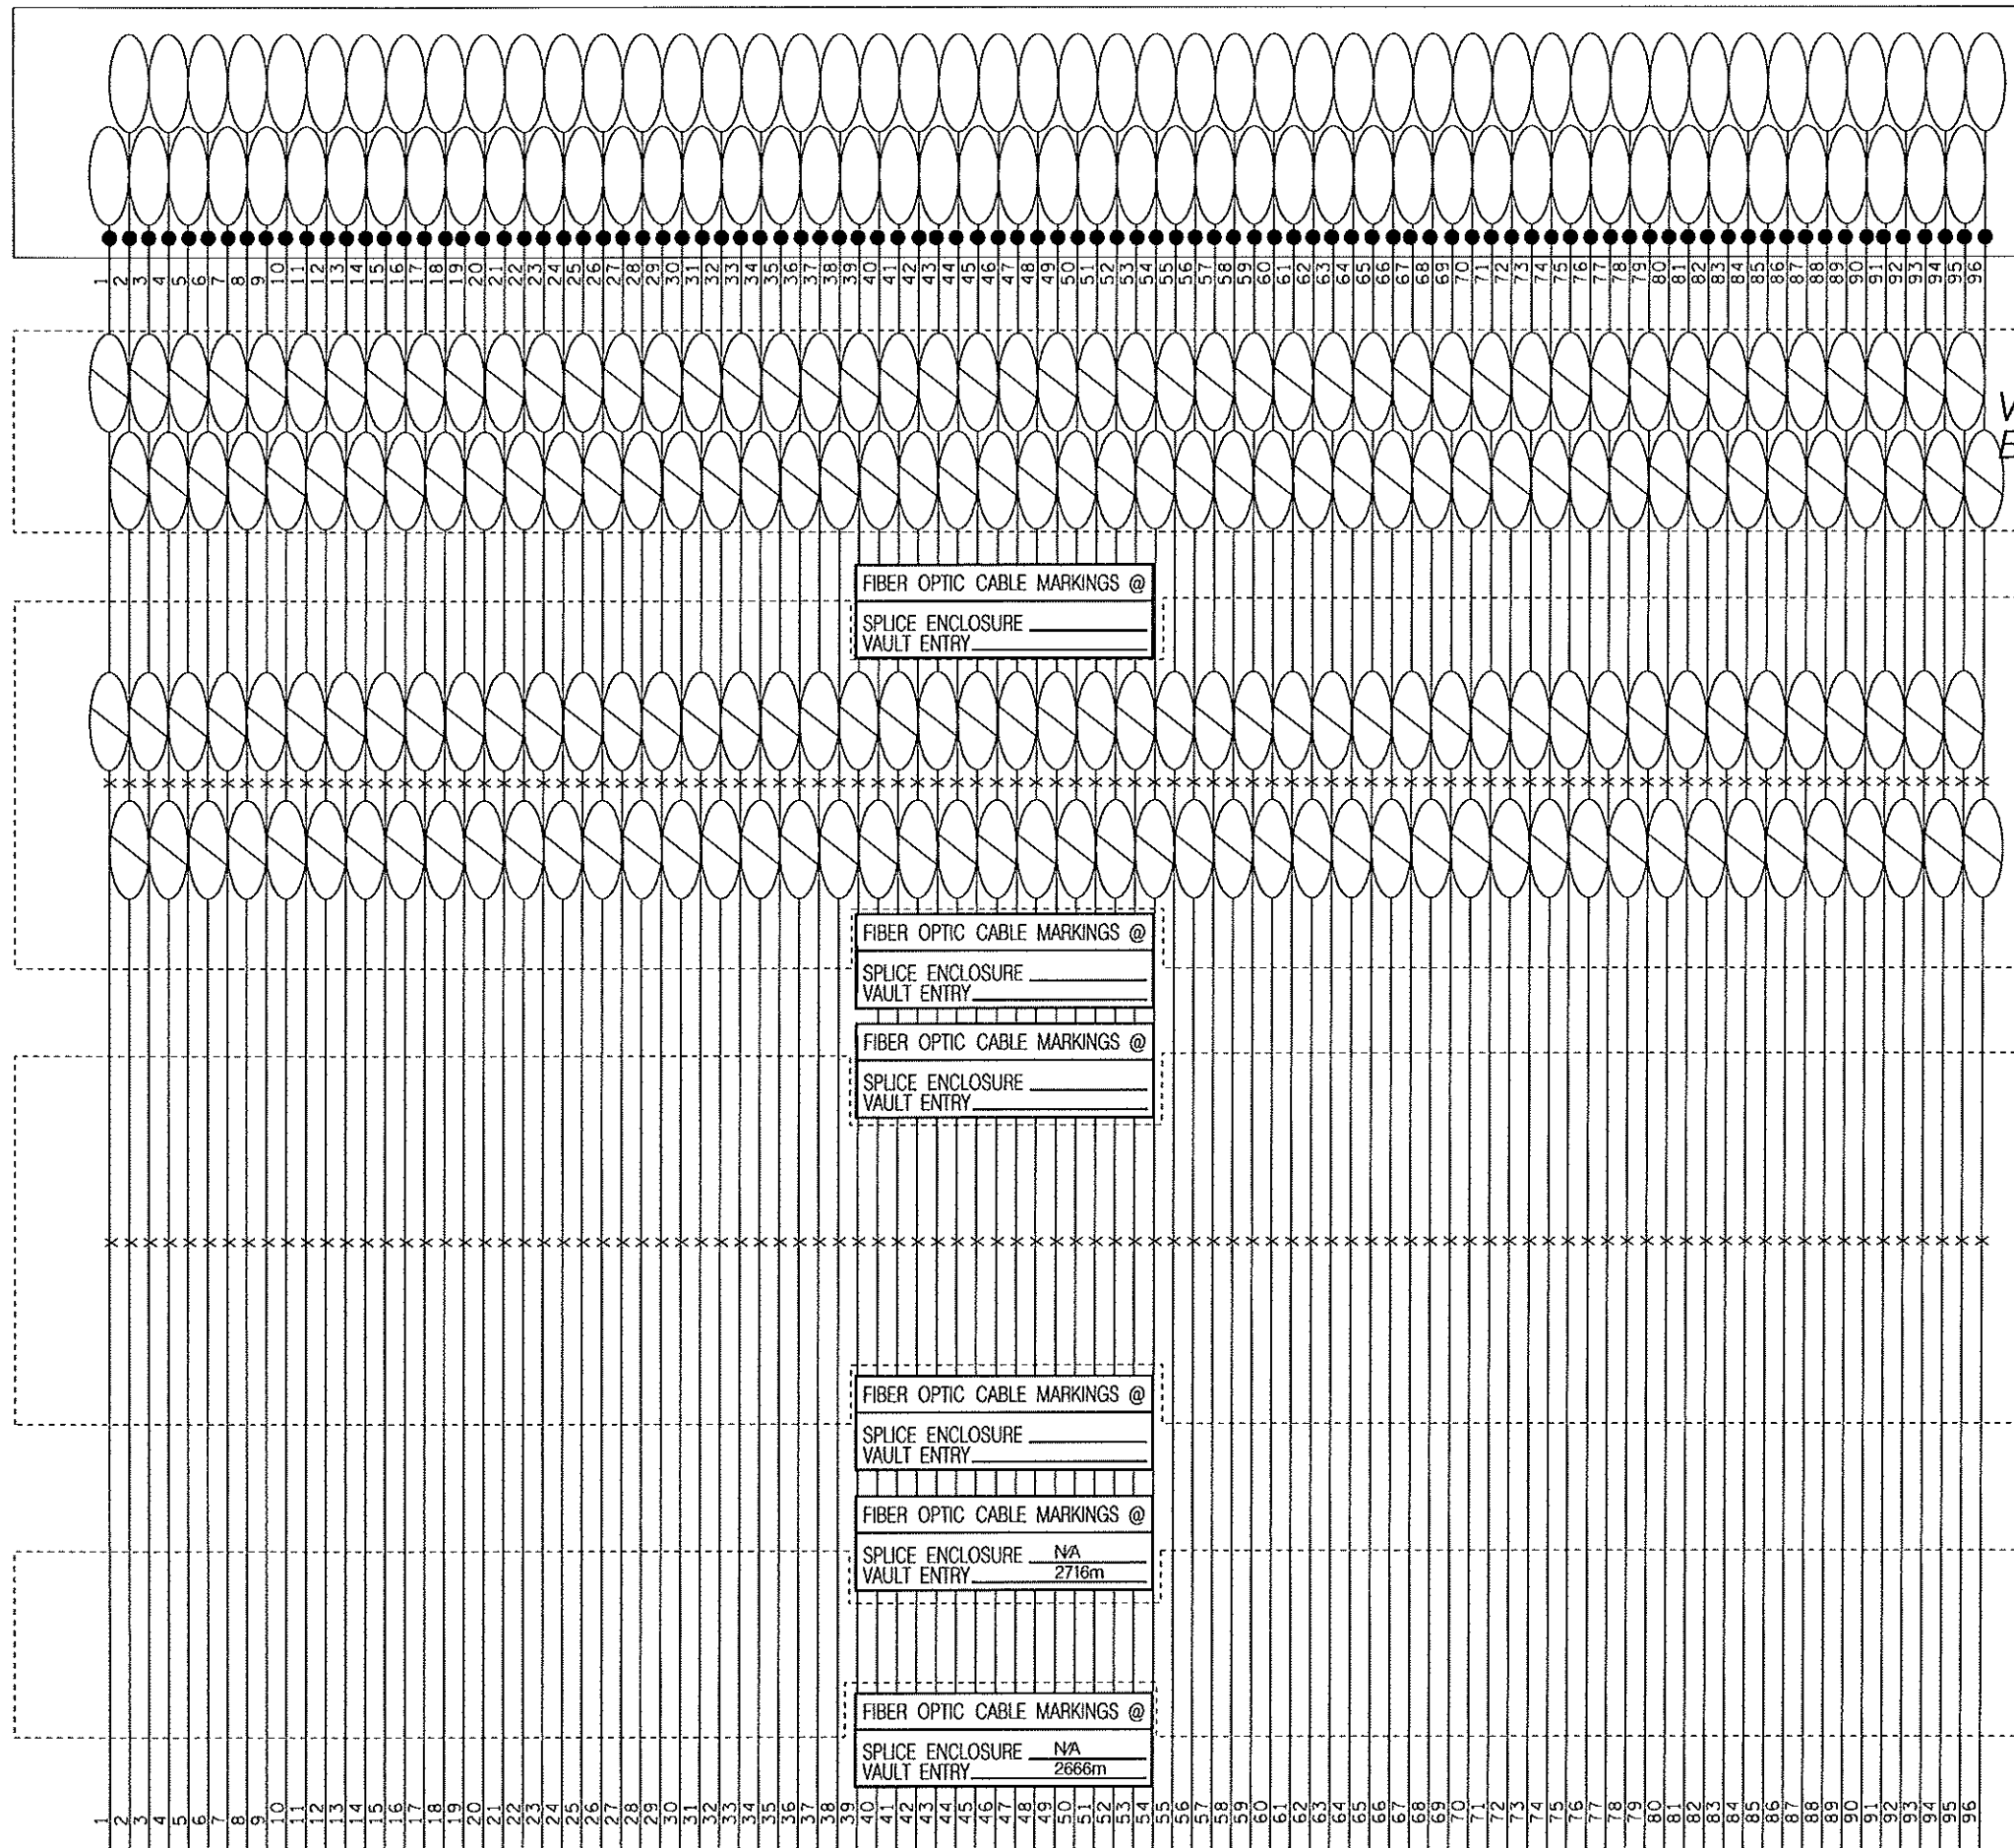 1 2 3 4 5 6 7 8 9 10 11 12 13 14 15 16 17 18 19 20 21 22 23 24 25 26 27 28 29 30 31 32 33 34 35 36 37 38 39 40 41 42 43 44 45 46 47 48 49 50 51 52 53 54 55 56 57 58 59 60 61 62 63 64 65 66 67 68 69 70 71 72 73 74 75 76 77 78 79 80 81 82 83 84 85 86 87 88 89 90 91 92 93 94 95 96
FIBER OPTIC CABLE MARKINGS @
SPLICE ENCLOSURE
VAULT ENTRY
FIBER OPTIC CABLE MARKINGS @
SPLICE ENCLOSURE
VAULT ENTRY
FIBER OPTIC CABLE MARKINGS @
SPLICE ENCLOSURE
VAULT ENTRY
FIBER OPTIC CABLE MARKINGS @
SPLICE ENCLOSURE
VAULT ENTRY
FIBER OPTIC CABLE MARKINGS @
SPLICE ENCLOSURE N/A
VAULT ENTRY 2716m
FIBER OPTIC CABLE MARKINGS @
SPLICE ENCLOSURE N/A
VAULT ENTRY 2666m
1 2 3 4 5 6 7 8 9 10 11 12 13 14 15 16 17 18 19 20 21 22 23 24 25 26 27 28 29 30 31 32 33 34 35 36 37 38 39 40 41 42 43 44 45 46 47 48 49 50 51 52 53 54 55 56 57 58 59 60 61 62 63 64 65 66 67 68 69 70 71 72 73 74 75 76 77 78 79 80 81 82 83 84 85 86 87 88 89 90 91 92 93 94 95 96